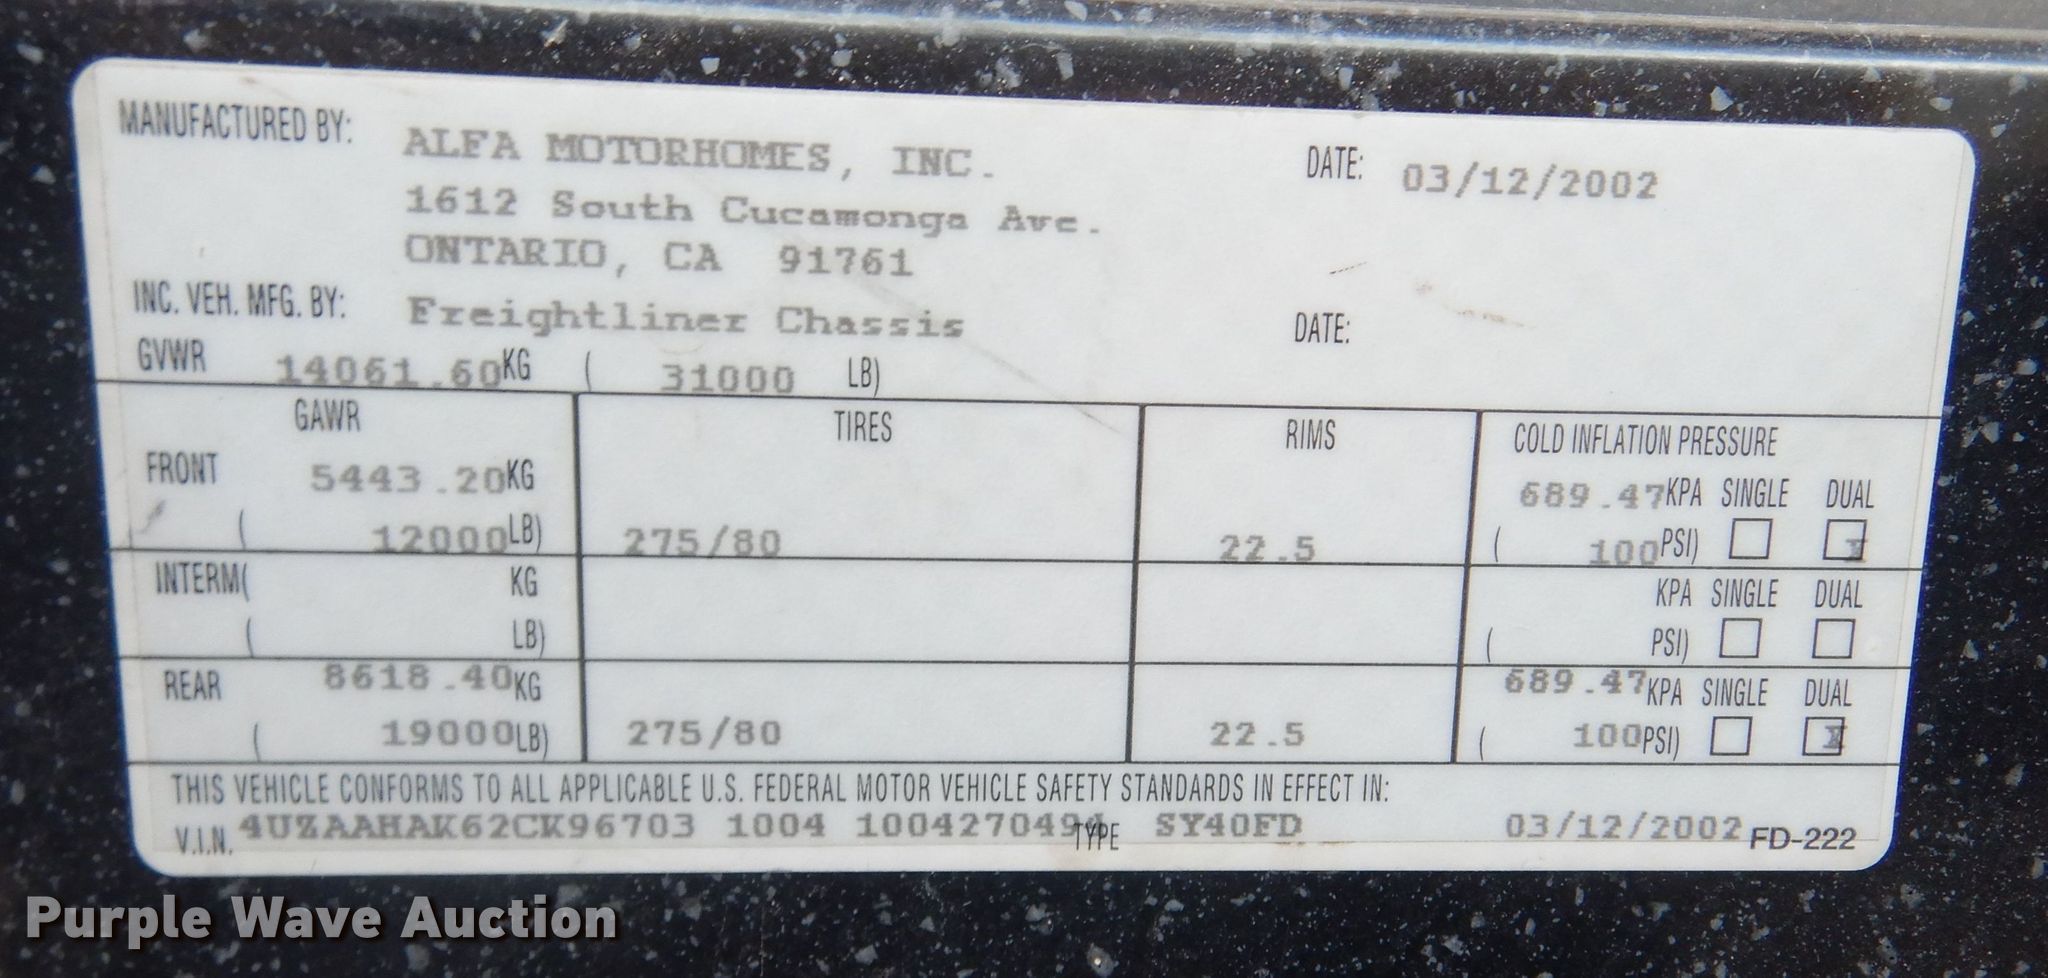 MANUFACTURED BY: ALFA MOTORHOMES, INC. DATE: 03/12/2002
1612 South Cucamonga Ave.
ONTARIO, CA 91761
INC. VEH. MFG. BY: Freightliner Chassis DATE:
GVWR 14061.60KG ( 31000 LB)
GAWR TIRES RIMS COLD INFLATION PRESSURE
FRONT 5443.20KG 689.47KPA SINGLE DUAL
( 12000LB) 275/80 22.5 ( 100PSI) X
INTERM( KG KPA SINGLE DUAL
( LB) ( PSI)
REAR 8618.40KG 689.47KPA SINGLE DUAL
( 19000LB) 275/80 22.5 ( 100PSI) X
THIS VEHICLE CONFORMS TO ALL APPLICABLE U.S. FEDERAL MOTOR VEHICLE SAFETY STANDARDS IN EFFECT IN:
V.I.N. 4UZAAHAK62CK96703 1004 1004270494 TYPE SY40FD 03/12/2002 FD-222
Purple Wave Auction